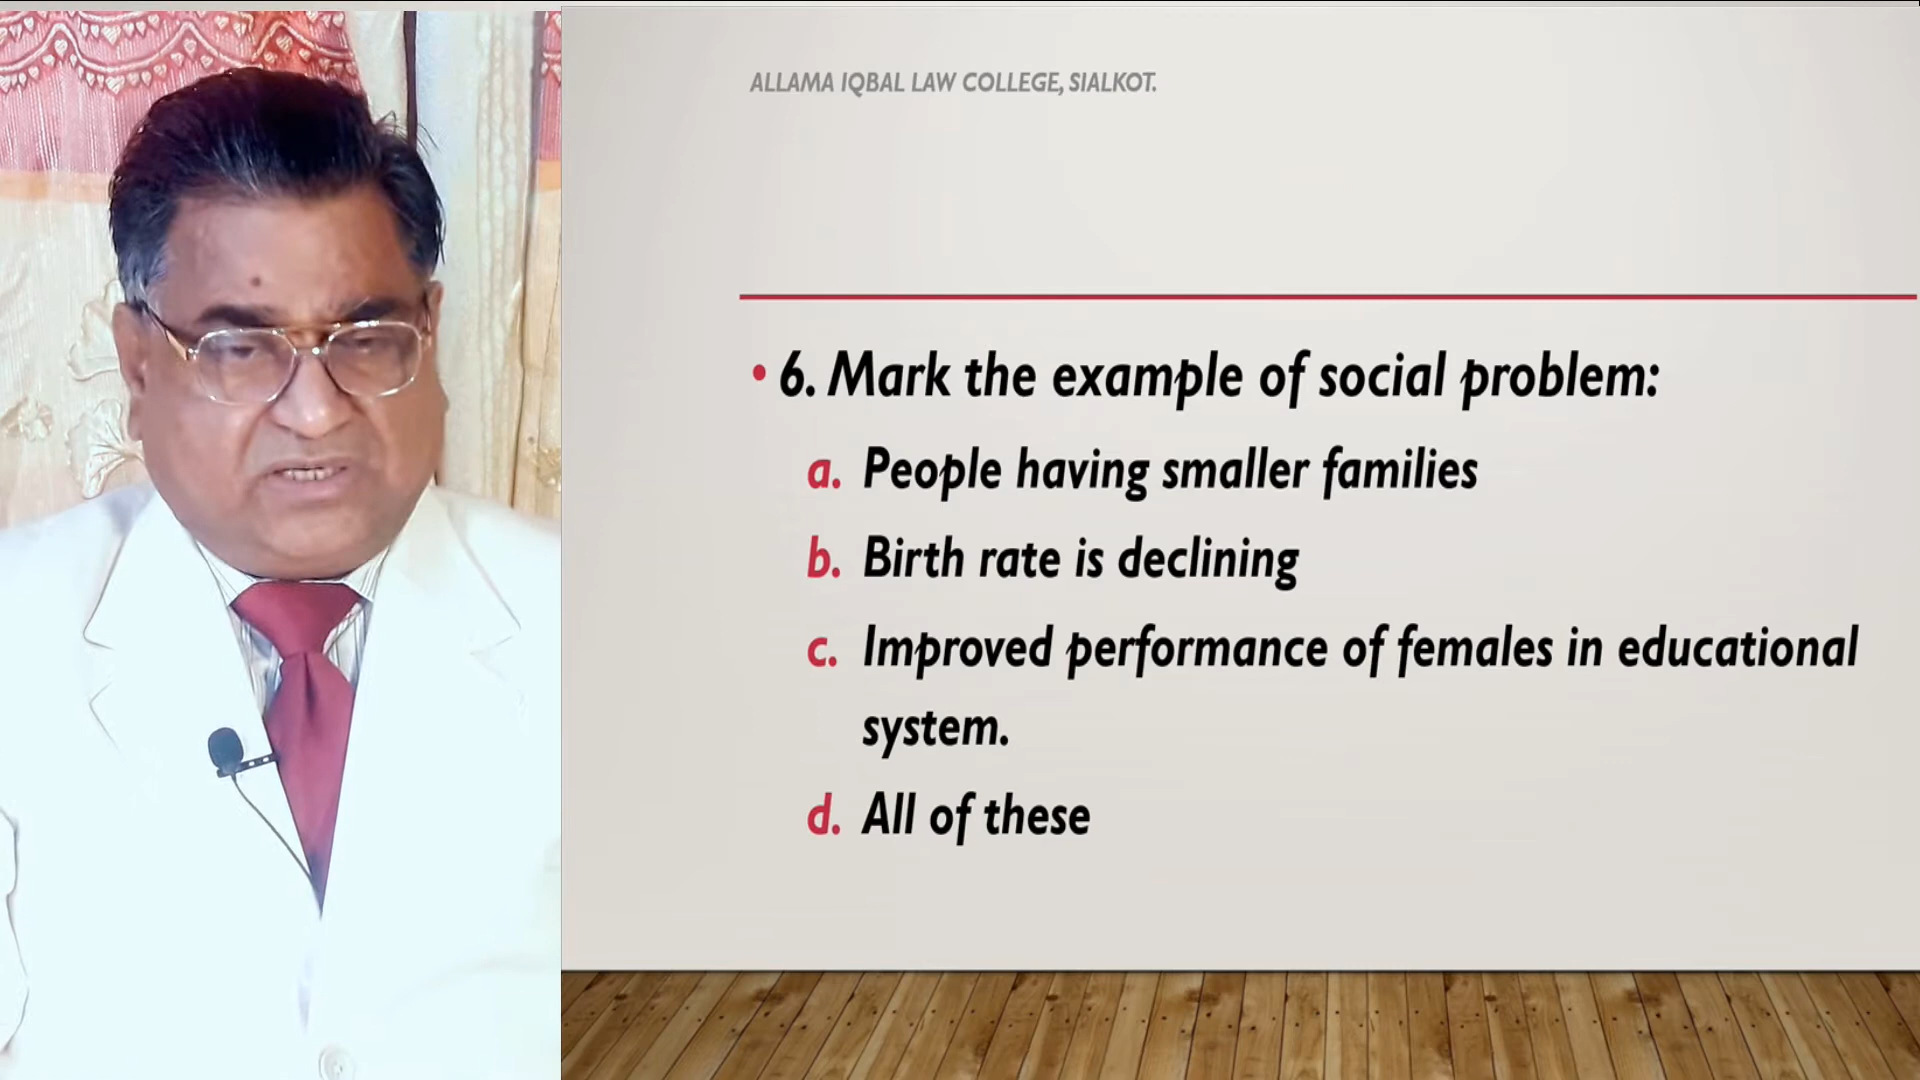 ALLAMA IQBAL LAW COLLEGE, SIALKOT.
• 6. Mark the example of social problem:
a. People having smaller families
b. Birth rate is declining
c. Improved performance of females in educational
system.
d. All of these